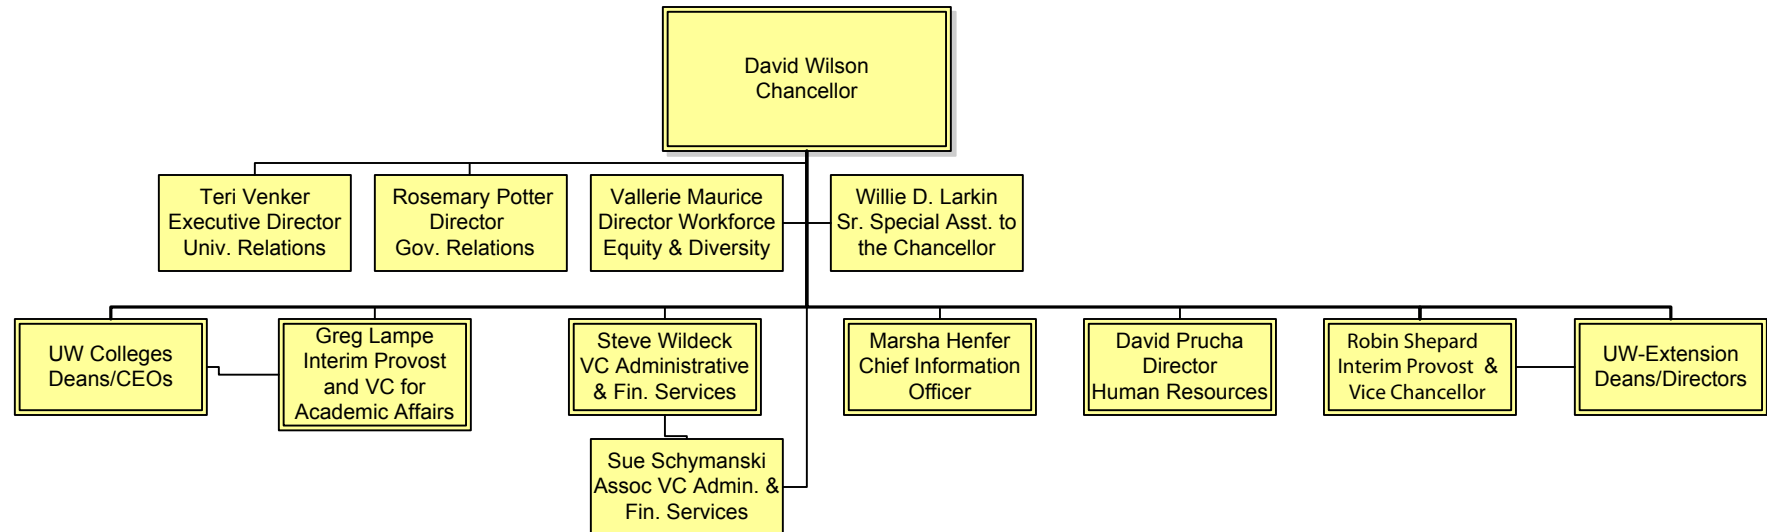 David Wilson
Chancellor
Teri Venker
Executive Director
Univ. Relations
Rosemary Potter
Director
Gov. Relations
Vallerie Maurice
Director Workforce
Equity & Diversity
Willie D. Larkin
Sr. Special Asst. to
the Chancellor
UW Colleges
Deans/CEOs
Greg Lampe
Interim Provost
and VC for
Academic Affairs
Steve Wildeck
VC Administrative
& Fin. Services
Marsha Henfer
Chief Information
Officer
David Prucha
Director
Human Resources
Robin Shepard
Interim Provost &
Vice Chancellor
UW-Extension
Deans/Directors
Sue Schymanski
Assoc VC Admin. &
Fin. Services